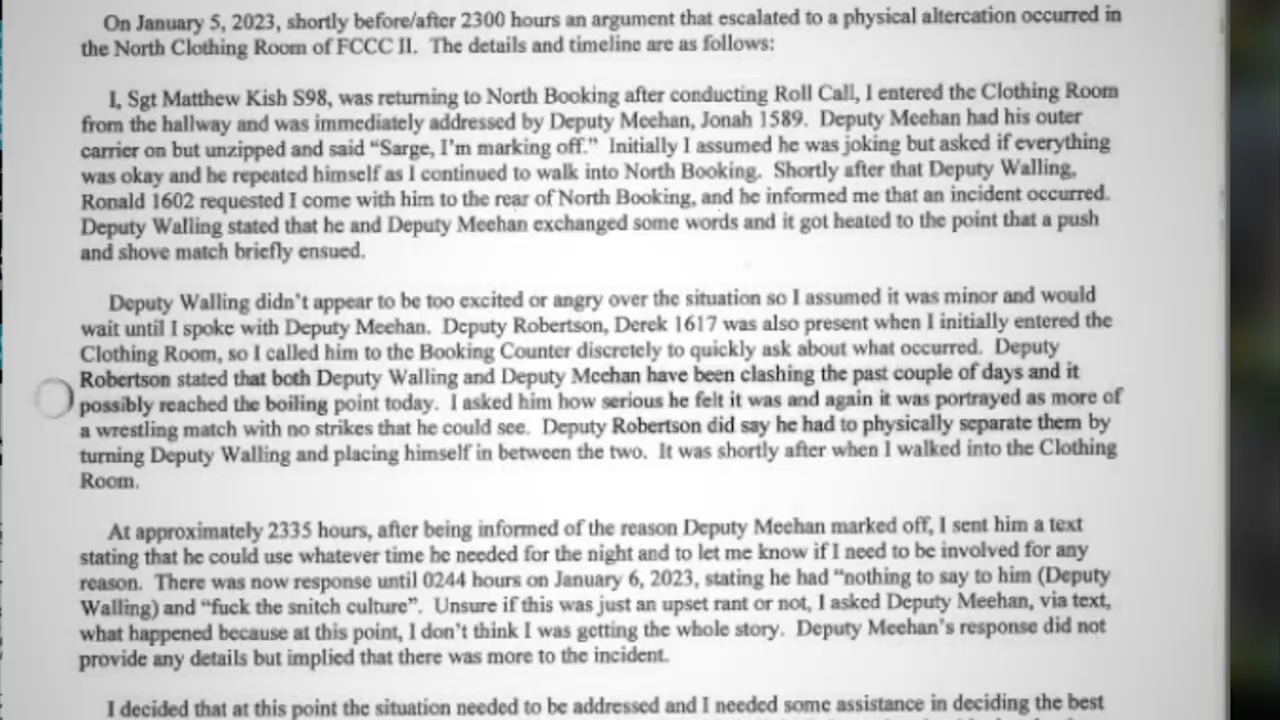 On January 5, 2023, shortly before/after 2300 hours an argument that escalated to a physical altercation occurred in
the North Clothing Room of FCCC II. The details and timeline are as follows:
I, Sgt Matthew Kish S98, was returning to North Booking after conducting Roll Call, I entered the Clothing Room
from the hallway and was immediately addressed by Deputy Meehan, Jonah 1589. Deputy Meehan had his outer
carrier on but unzipped and said “Sarge, I’m marking off.” Initially I assumed he was joking but asked if everything
was okay and he repeated himself as I continued to walk into North Booking. Shortly after that Deputy Walling,
Ronald 1602 requested I come with him to the rear of North Booking, and he informed me that an incident occurred.
Deputy Walling stated that he and Deputy Meehan exchanged some words and it got heated to the point that a push
and shove match briefly ensued.
Deputy Walling didn’t appear to be too excited or angry over the situation so I assumed it was minor and would
wait until I spoke with Deputy Meehan. Deputy Robertson, Derek 1617 was also present when I initially entered the
Clothing Room, so I called him to the Booking Counter discretely to quickly ask about what occurred. Deputy
Robertson stated that both Deputy Walling and Deputy Meehan have been clashing the past couple of days and it
possibly reached the boiling point today. I asked him how serious he felt it was and again it was portrayed as more of
a wrestling match with no strikes that he could see. Deputy Robertson did say he had to physically separate them by
turning Deputy Walling and placing himself in between the two. It was shortly after when I walked into the Clothing
Room.
At approximately 2335 hours, after being informed of the reason Deputy Meehan marked off, I sent him a text
stating that he could use whatever time he needed for the night and to let me know if I need to be involved for any
reason. There was now response until 0244 hours on January 6, 2023, stating he had “nothing to say to him (Deputy
Walling) and “fuck the snitch culture”. Unsure if this was just an upset rant or not, I asked Deputy Meehan, via text,
what happened because at this point, I don’t think I was getting the whole story. Deputy Meehan’s response did not
provide any details but implied that there was more to the incident.
I decided that at this point the situation needed to be addressed and I needed some assistance in deciding the best